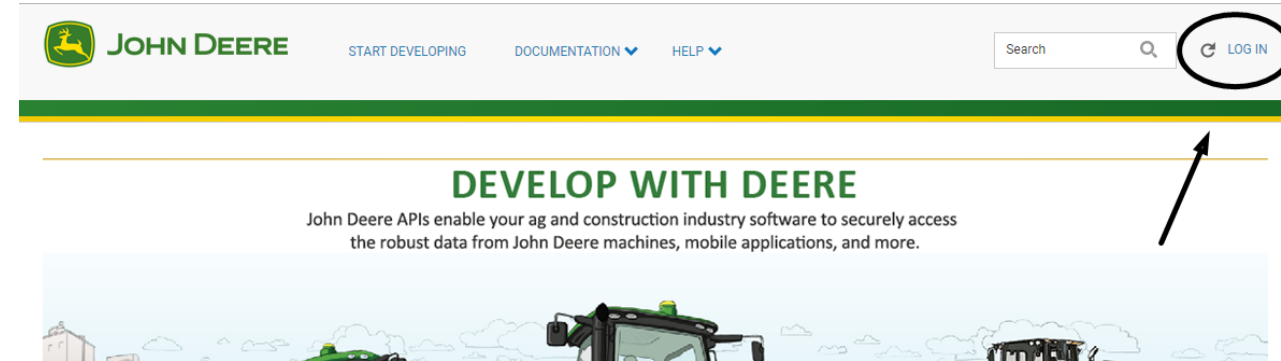 JOHN DEERE
START DEVELOPING
DOCUMENTATION
HELP
Search
LOG IN
DEVELOP WITH DEERE
John Deere APIs enable your ag and construction industry software to securely access
the robust data from John Deere machines, mobile applications, and more.